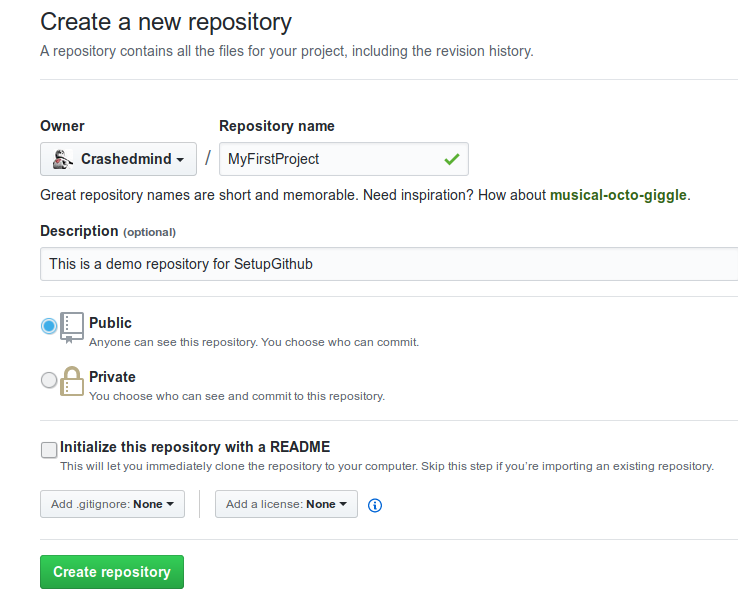 Create a new repository
A repository contains all the files for your project, including the revision history.
Owner Repository name
Crashedmind / MyFirstProject
Great repository names are short and memorable. Need inspiration? How about musical-octo-giggle.
Description (optional)
This is a demo repository for SetupGithub
Public
Anyone can see this repository. You choose who can commit.
Private
You choose who can see and commit to this repository.
Initialize this repository with a README
This will let you immediately clone the repository to your computer. Skip this step if you’re importing an existing repository.
Add .gitignore: None Add a license: None
Create repository